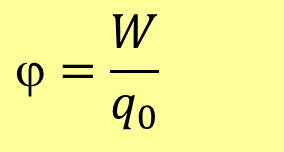 φ = W / q₀